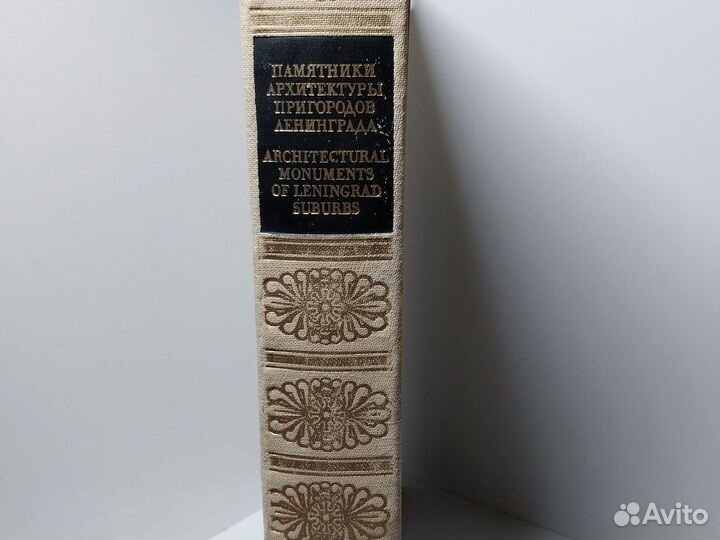 ПАМЯТНИКИ
АРХИТЕКТУРЫ
ПРИГОРОДОВ
ЛЕНИНГРАДА
ARCHITECTURAL
MONUMENTS
OF LENINGRAD
SUBURBS
Avito